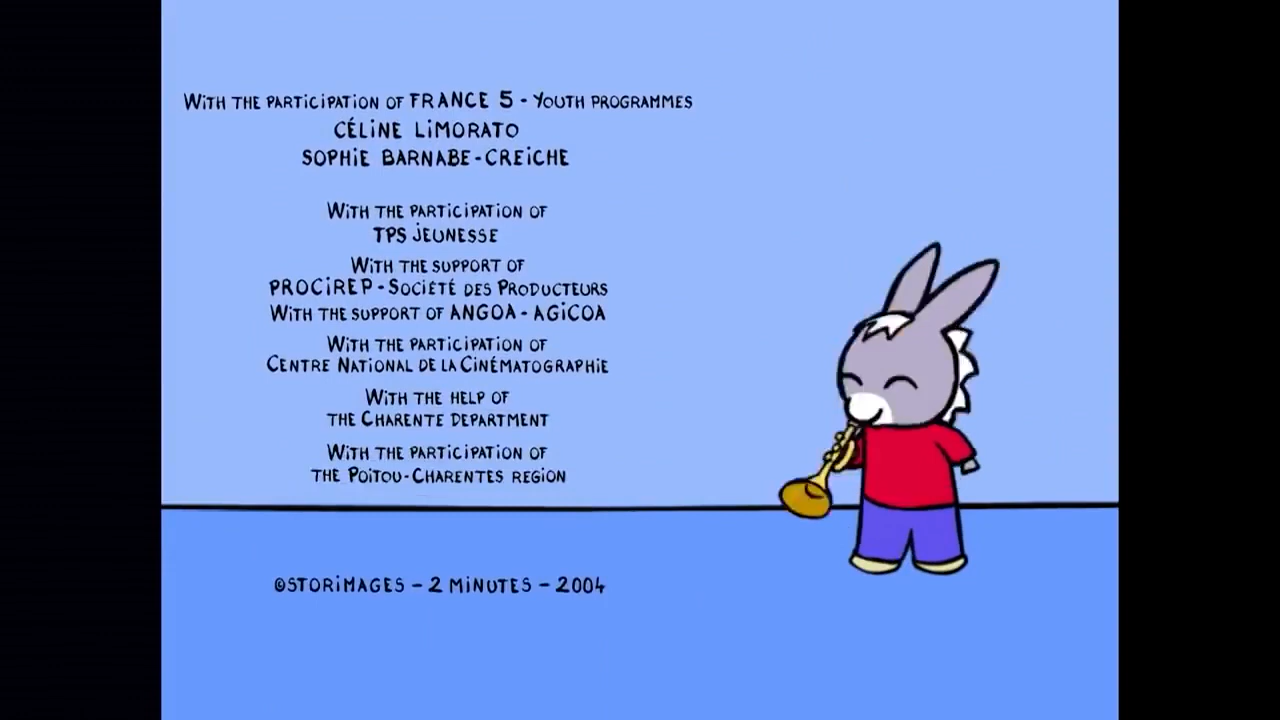 With the participation of FRANCE 5 - Youth programmes
CÉLINE LIMORATO
SOPHIE BARNABE-CREICHE
With the participation of
TPS JEUNESSE
With the support of
PROCIREP - Société des Producteurs
With the support of ANGOA - AGICOA
With the participation of
Centre National de la Cinématographie
With the help of
the Charente department
With the participation of
the Poitou-Charentes region
©STORIMAGES - 2 MINUTES - 2004